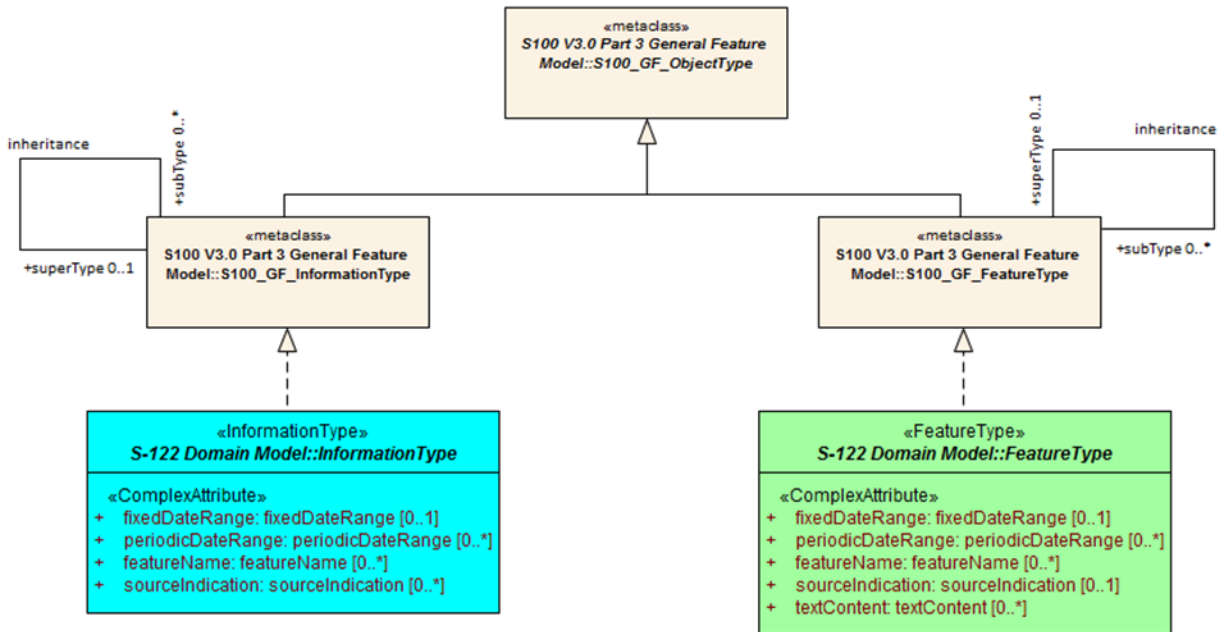 «metaclass»
S100 V3.0 Part 3 General Feature
Model::S100_GF_ObjectType
inheritance
+subType 0..*
+superType 0..1
«metaclass»
S100 V3.0 Part 3 General Feature
Model::S100_GF_InformationType
+superType 0..1
inheritance
+subType 0..*
«metaclass»
S100 V3.0 Part 3 General Feature
Model::S100_GF_FeatureType
«InformationType»
S-122 Domain Model::InformationType
«ComplexAttribute»
+ fixedDateRange: fixedDateRange [0..1]
+ periodicDateRange: periodicDateRange [0..*]
+ featureName: featureName [0..*]
+ sourceIndication: sourceIndication [0..*]
«FeatureType»
S-122 Domain Model::FeatureType
«ComplexAttribute»
+ fixedDateRange: fixedDateRange [0..1]
+ periodicDateRange: periodicDateRange [0..*]
+ featureName: featureName [0..*]
+ sourceIndication: sourceIndication [0..1]
+ textContent: textContent [0..*]